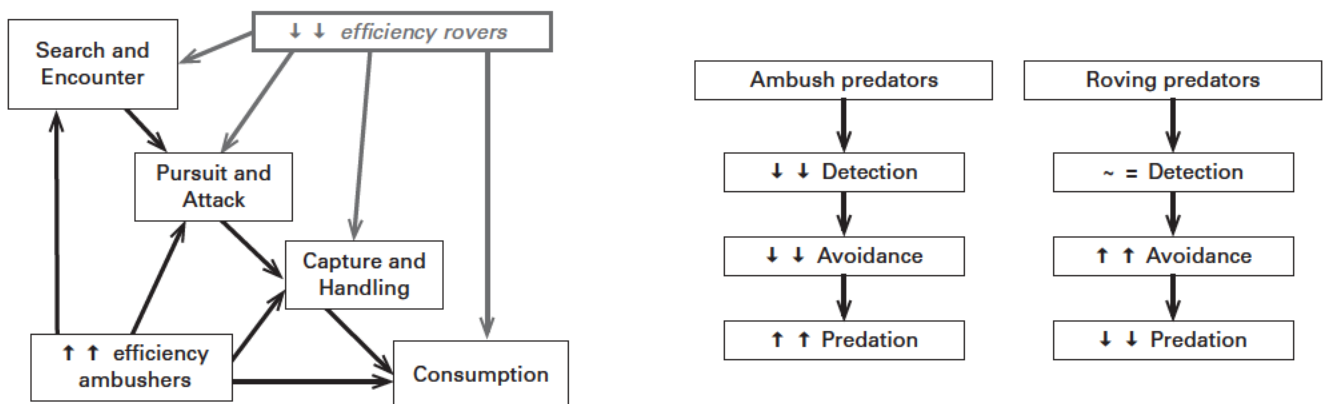 ↓ ↓ efficiency rovers
Search and
Encounter
Pursuit and
Attack
Capture and
Handling
↑ ↑ efficiency
ambushers
Consumption
Ambush predators
↓ ↓ Detection
↓ ↓ Avoidance
↑ ↑ Predation
Roving predators
~ = Detection
↑ ↑ Avoidance
↓ ↓ Predation